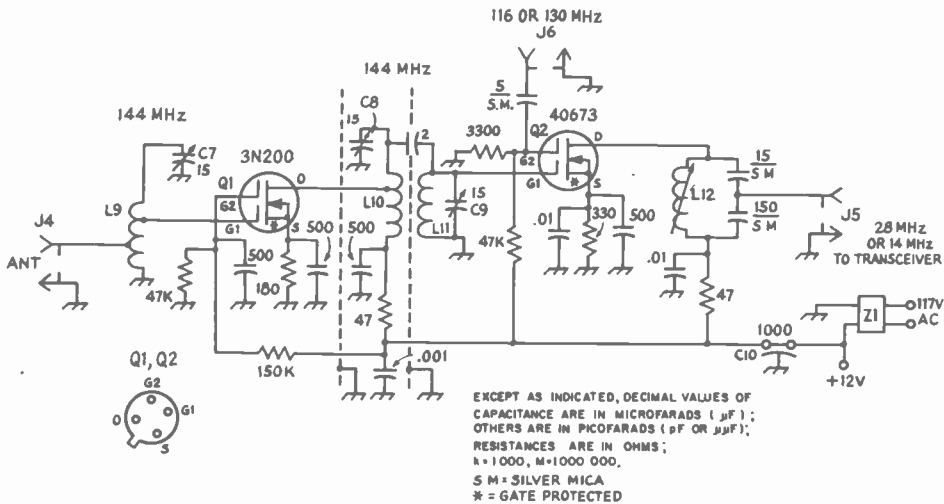 116 OR 130 MHz
J6
144 MHz
144 MHz
C8
15
2
5
S.M.
3300
40673
Q2
D
G2
G1
*
S
C7
15
3N200
Q1
G2
D
G1
*
S
L9
L10
L11
15
C9
15
SM
L12
150
SM
J4
ANT
J5
28 MHz
OR 14 MHz
TO TRANSCEIVER
500
180
500
500
47K
47K
.01
330
500
.01
47
47
150K
.001
1000
C10
Z1
117V
AC
+12V
Q1, Q2
G2
G1
D
S
EXCEPT AS INDICATED, DECIMAL VALUES OF
CAPACITANCE ARE IN MICROFARADS ( µF ) ;
OTHERS ARE IN PICOFARADS ( pF OR µµF);
RESISTANCES ARE IN OHMS;
k=1000, M=1000 000.
S M = SILVER MICA
* = GATE PROTECTED